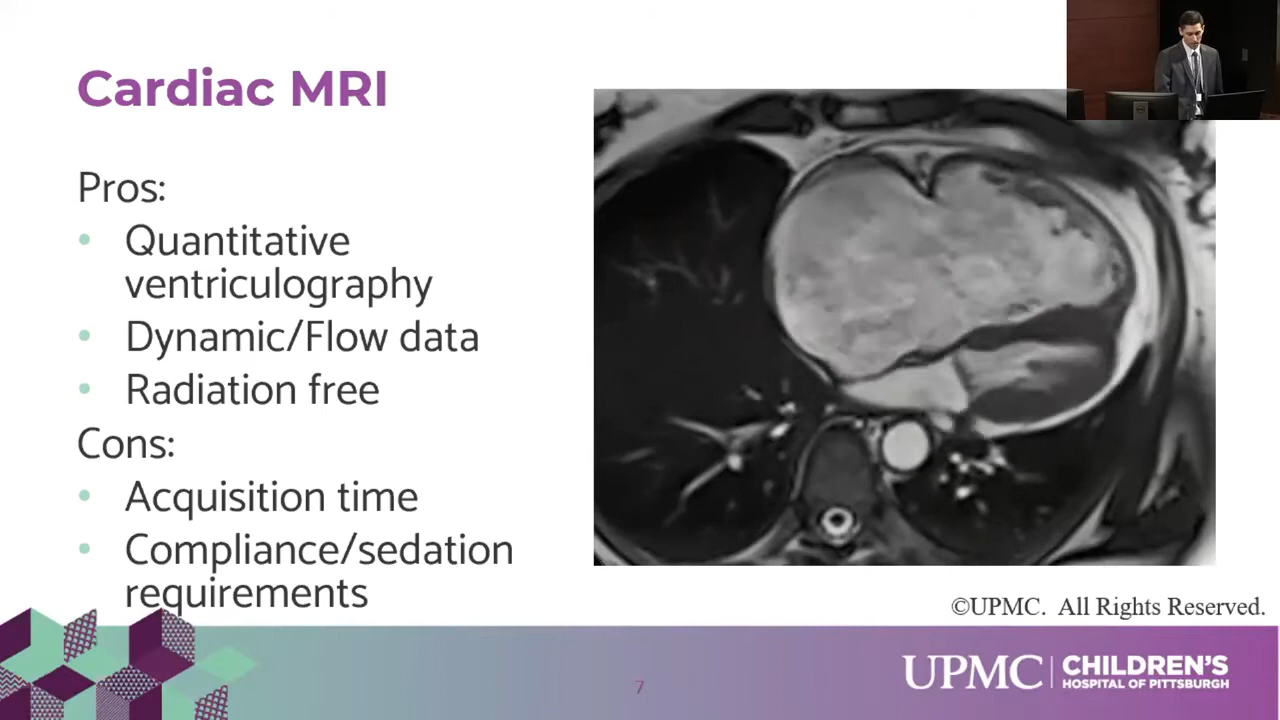 Cardiac MRI
Pros:
• Quantitative
ventriculography
• Dynamic/Flow data
• Radiation free
Cons:
• Acquisition time
• Compliance/sedation
requirements
©UPMC. All Rights Reserved.
7
UPMC | CHILDREN'S
HOSPITAL OF PITTSBURGH